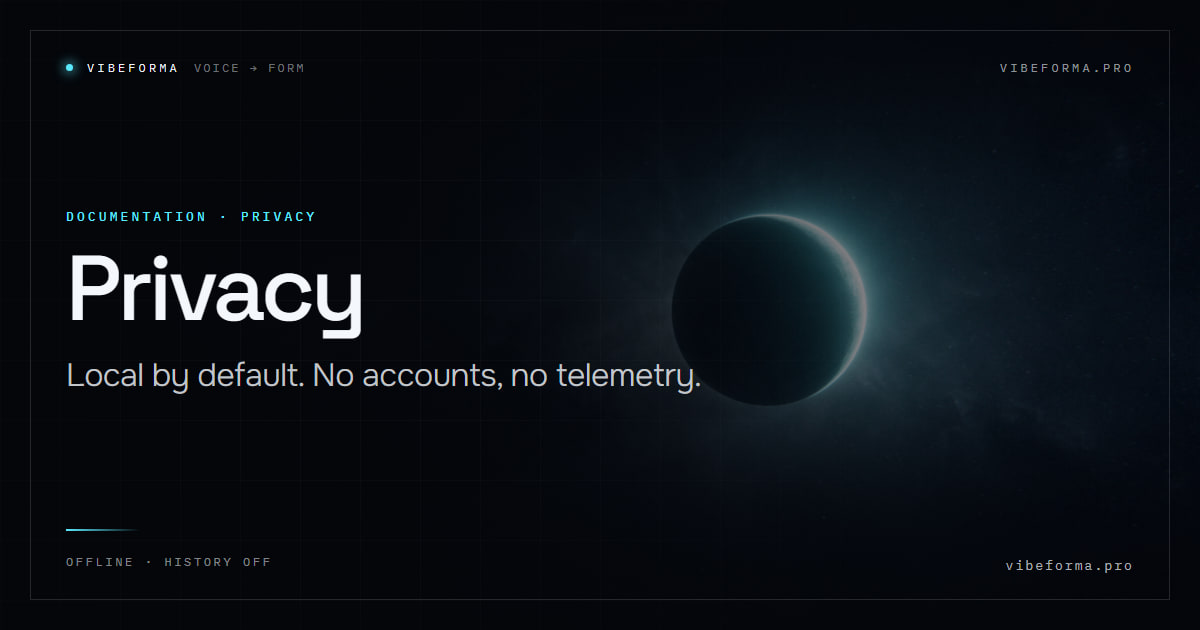 VIBEFORMA VOICE → FORM
VIBEFORMA.PRO
DOCUMENTATION · PRIVACY
Privacy
Local by default. No accounts, no telemetry.
OFFLINE · HISTORY OFF
vibeforma.pro